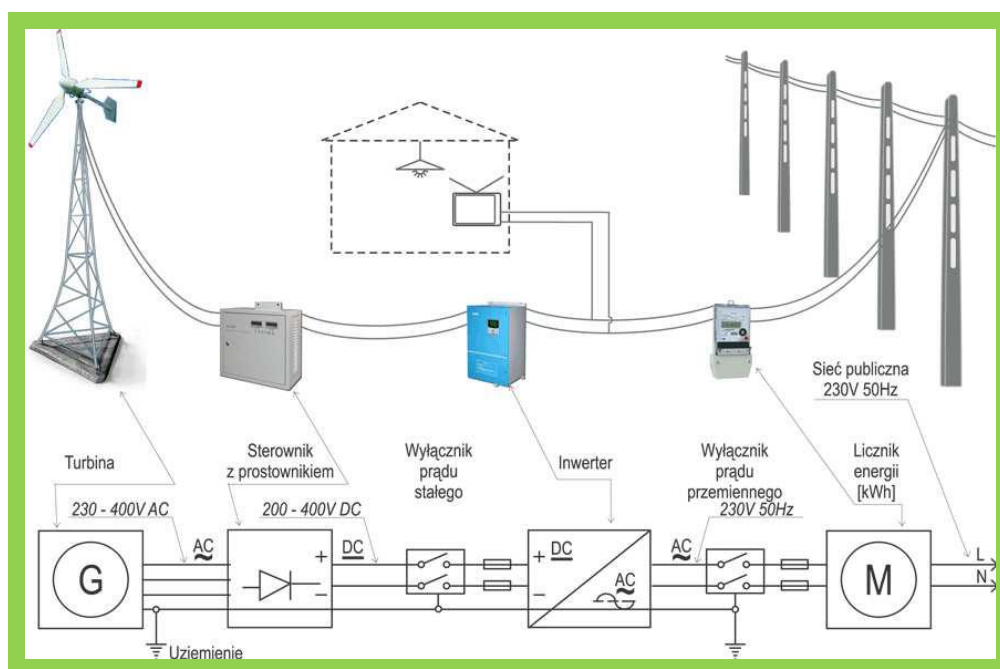 Sieć publiczna
230V 50Hz
Turbina
Sterownik
z prostownikiem
Wyłącznik
prądu
stałego
Inwerter
Wyłącznik
prądu
przemiennego
Licznik
energii
[kWh]
230 - 400V AC
200 - 400V DC
230V 50Hz
AC
DC
DC
AC
AC
L
N
G
M
+
−
+
−
Uziemienie